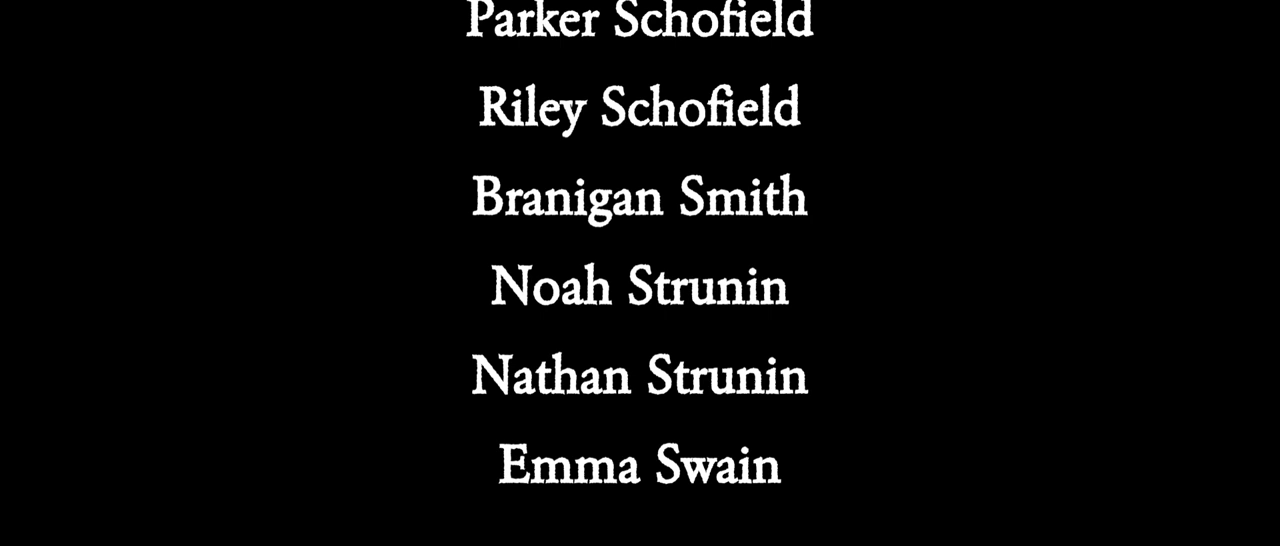 Parker Schofield
Riley Schofield
Branigan Smith
Noah Strunin
Nathan Strunin
Emma Swain